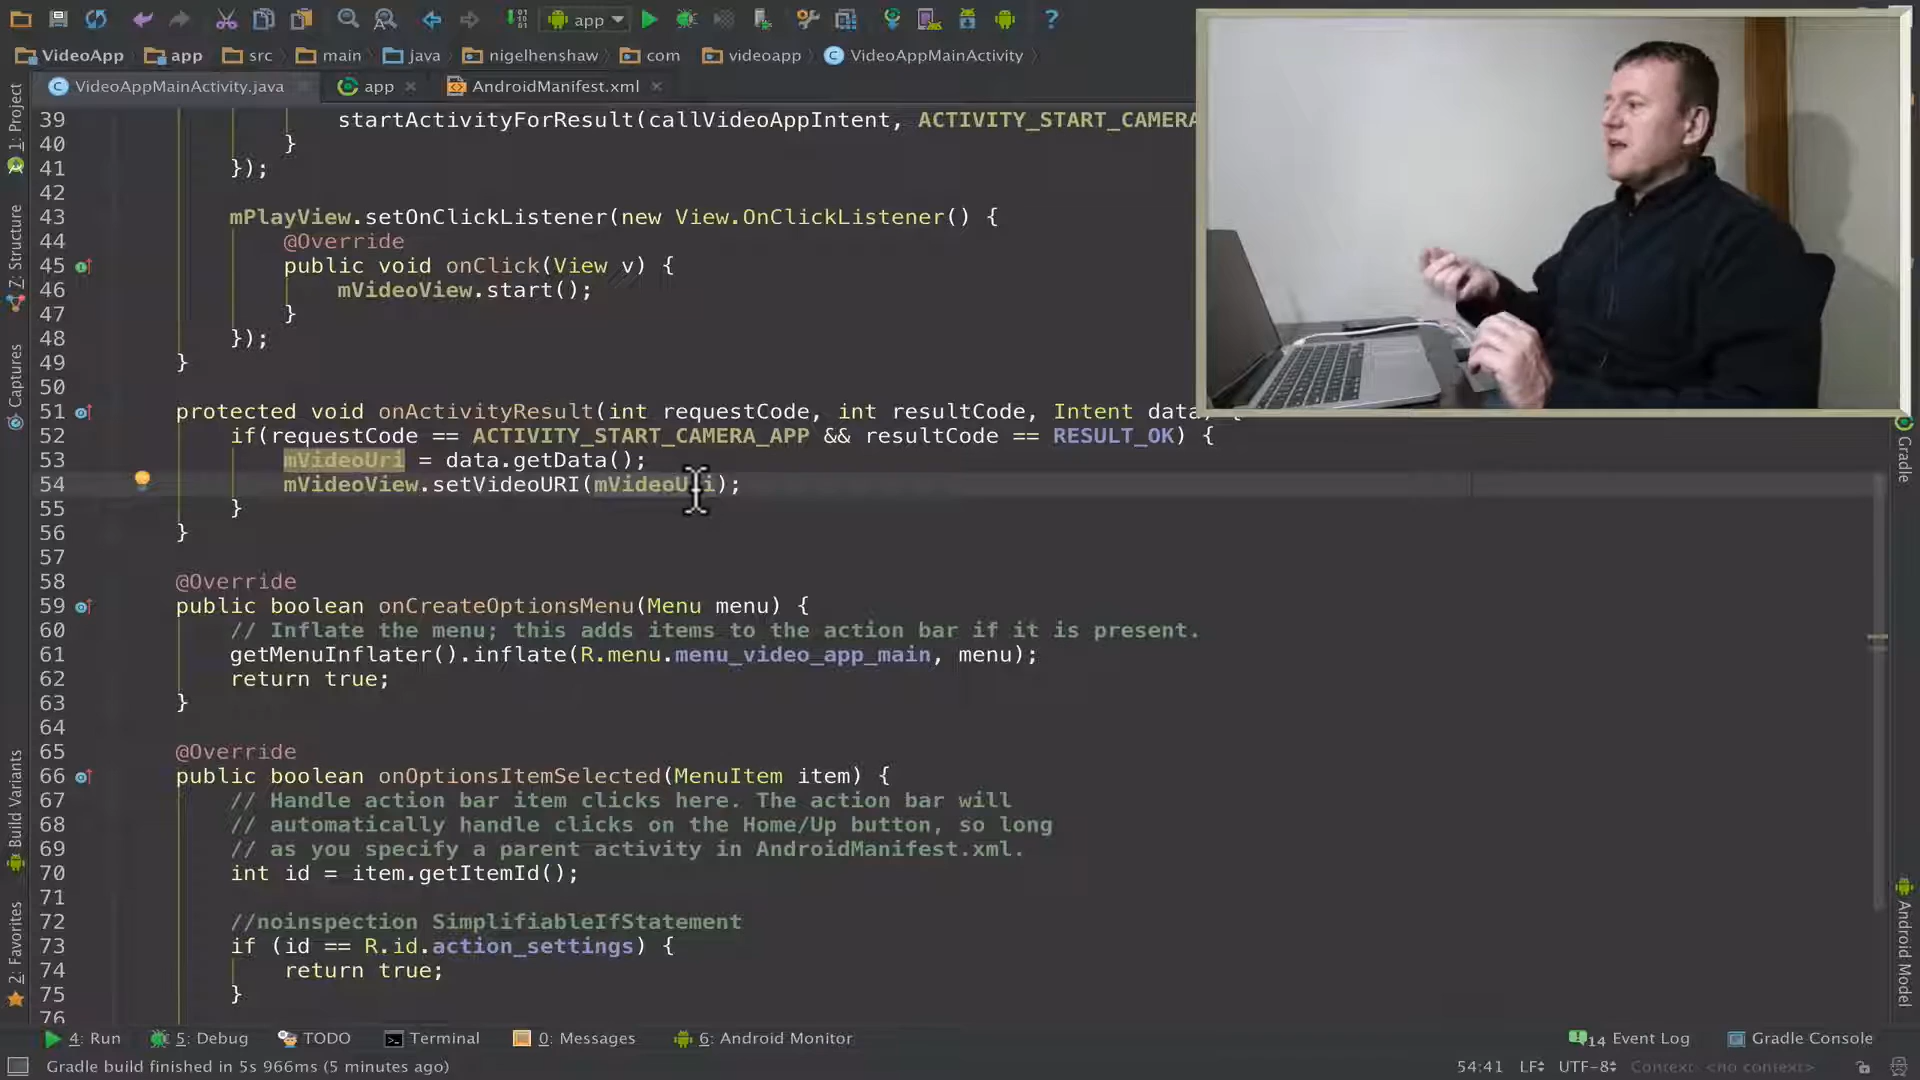 app
VideoApp app src main java nigelhenshaw com videoapp VideoAppMainActivity
VideoAppMainActivity.java app AndroidManifest.xml
1: Project
7: Structure
Captures
Build Variants
2: Favorites
39 startActivityForResult(callVideoAppIntent, ACTIVITY_START_CAMERA
40 }
41 });
42
43 mPlayView.setOnClickListener(new View.OnClickListener() {
44 @Override
45 public void onClick(View v) {
46 mVideoView.start();
47 }
48 });
49 }
50
51 protected void onActivityResult(int requestCode, int resultCode, Intent data) {
52 if(requestCode == ACTIVITY_START_CAMERA_APP && resultCode == RESULT_OK) {
53 mVideoUri = data.getData();
54 mVideoView.setVideoURI(mVideoUri);
55 }
56 }
57
58 @Override
59 public boolean onCreateOptionsMenu(Menu menu) {
60 // Inflate the menu; this adds items to the action bar if it is present.
61 getMenuInflater().inflate(R.menu.menu_video_app_main, menu);
62 return true;
63 }
64
65 @Override
66 public boolean onOptionsItemSelected(MenuItem item) {
67 // Handle action bar item clicks here. The action bar will
68 // automatically handle clicks on the Home/Up button, so long
69 // as you specify a parent activity in AndroidManifest.xml.
70 int id = item.getItemId();
71
72 //noinspection SimplifiableIfStatement
73 if (id == R.id.action_settings) {
74 return true;
75 }
76
Gradle
Android Model
4: Run 5: Debug TODO Terminal 0: Messages 6: Android Monitor 14 Event Log Gradle Console
Gradle build finished in 5s 966ms (5 minutes ago) 54:41 LF UTF-8 Context: <no context>